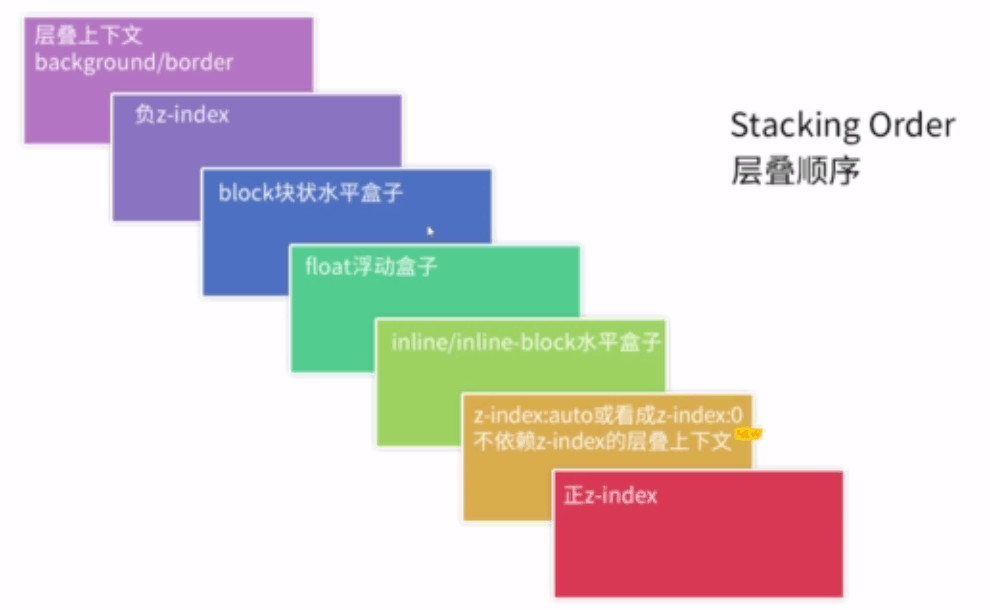 层叠上下文
background/border
负z-index
block块状水平盒子
Stacking Order
层叠顺序
float浮动盒子
inline/inline-block水平盒子
z-index:auto或看成z-index:0
不依赖z-index的层叠上下文
NEW
正z-index